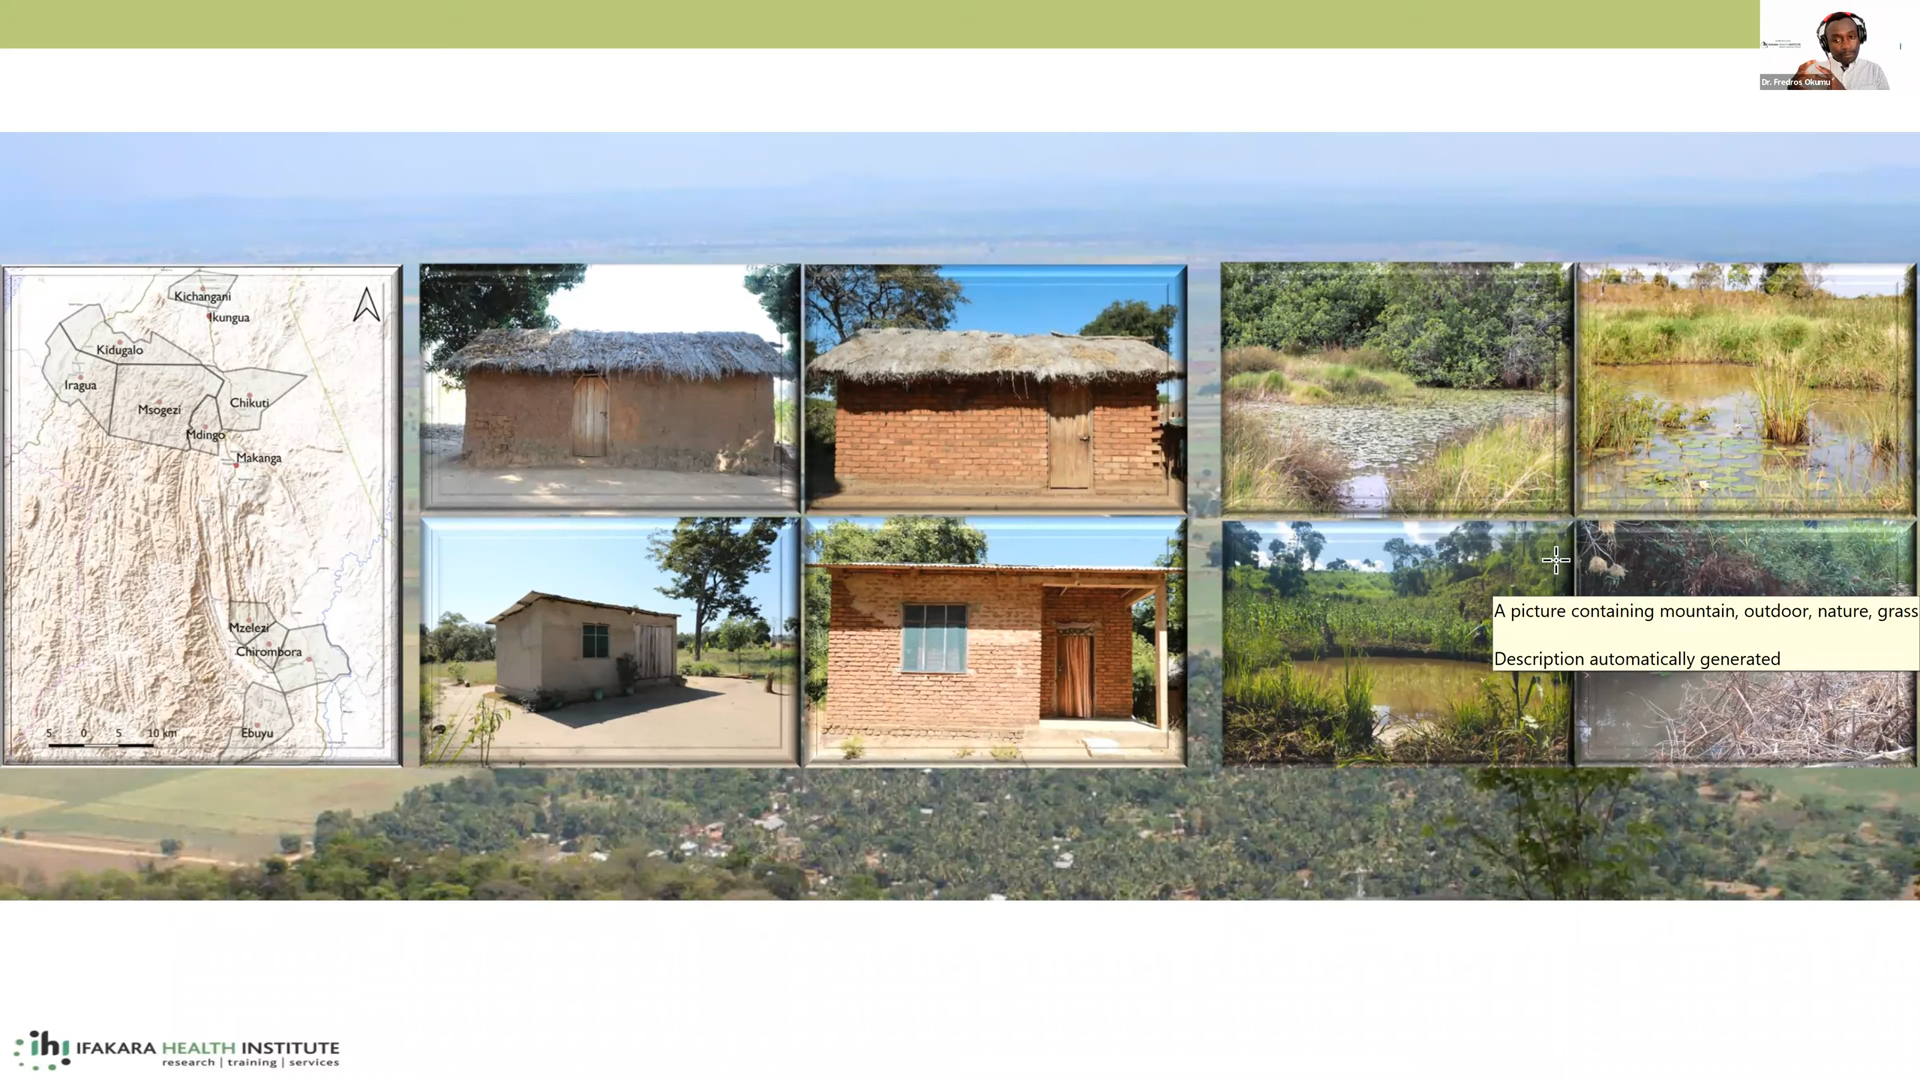 Dr. Fredros Okumu
Kichangani
Ikungua
Kidugalo
Iragua
Chikuti
Msogezi
Mdingo
Makanga
Mzelezi
Chirombora
Ebuyu
5 0 5 10 km
A picture containing mountain, outdoor, nature, grass
Description automatically generated
ihi IFAKARA HEALTH INSTITUTE
research | training | services